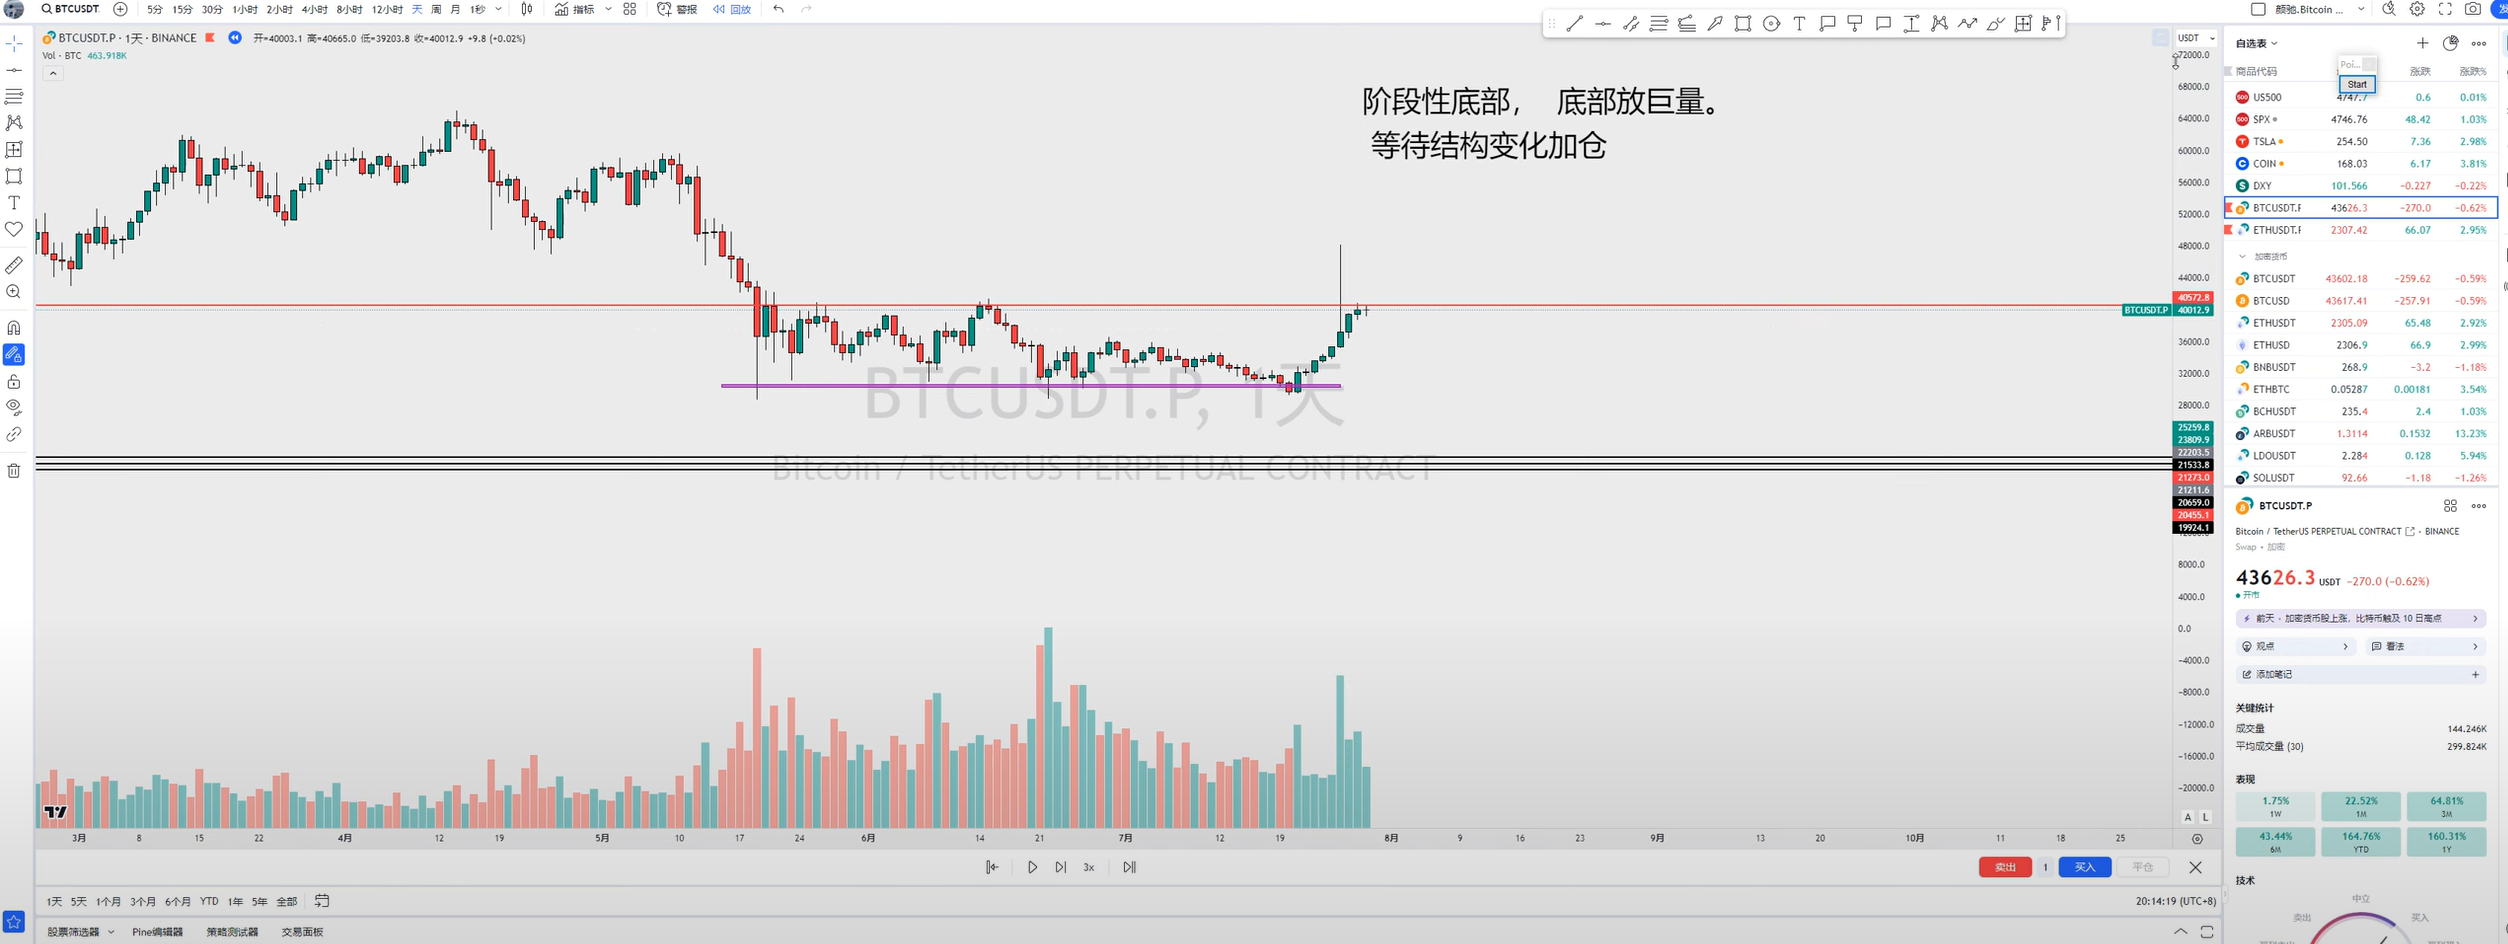 BTCUSDT
5分 15分 30分 1小时 2小时 4小时 8小时 12小时 天 周 月 1秒
指标
警报
回放
颜弛.Bitcoin ...
BTCUSDT.P · 1天 · BINANCE
开=40003.1 高=40665.0 低=39203.8 收=40012.9 +9.8 (+0.02%)
Vol · BTC 463.918K
阶段性底部， 底部放巨量。
等待结构变化加仓
BTCUSDT.P, 1天
Bitcoin / TetherUS PERPETUAL CONTRACT
USDT
72000.0
68000.0
64000.0
60000.0
56000.0
52000.0
48000.0
44000.0
40572.8
BTCUSDT.P 40012.9
36000.0
32000.0
28000.0
25259.8
23809.9
22203.5
21533.8
21273.0
21211.6
20659.0
20455.1
19924.1
8000.0
4000.0
0.0
-4000.0
-8000.0
-12000.0
-16000.0
-20000.0
A L
3月 8 15 22 4月 12 19 5月 10 17 24 6月 14 21 7月 12 19 8月 9 16 23 9月 13 20 10月 11 18 25
3x
卖出 1 买入 平仓
1天 5天 1个月 3个月 6个月 YTD 1年 5年 全部
20:14:19 (UTC+8)
股票筛选器 Pine编辑器 策略测试器 交易面板
自选表
Poi...
Start
商品代码 涨跌 涨跌%
US500 4747.7 0.6 0.01%
SPX 4746.76 48.42 1.03%
TSLA 254.50 7.36 2.98%
COIN 168.03 6.17 3.81%
DXY 101.566 -0.227 -0.22%
BTCUSDT.F 43626.3 -270.0 -0.62%
ETHUSDT.F 2307.42 66.07 2.95%
加密货币
BTCUSDT 43602.18 -259.62 -0.59%
BTCUSD 43617.41 -257.91 -0.59%
ETHUSDT 2305.09 65.48 2.92%
ETHUSD 2306.9 66.9 2.99%
BNBUSDT 268.9 -3.2 -1.18%
ETHBTC 0.05287 0.00181 3.54%
BCHUSDT 235.4 2.4 1.03%
ARBUSDT 1.3114 0.1532 13.23%
LDOUSDT 2.284 0.128 5.94%
SOLUSDT 92.66 -1.18 -1.26%
BTCUSDT.P
Bitcoin / TetherUS PERPETUAL CONTRACT · BINANCE
Swap · 加密
43626.3 USDT -270.0 (-0.62%)
开市
前天 · 加密货币股上涨，比特币触及 10 日高点
观点 看法
添加笔记
关键统计
成交量 144.246K
平均成交量 (30) 299.824K
表现
1.75% 22.52% 64.81%
1W 1M 3M
43.44% 164.76% 160.31%
6M YTD 1Y
技术
中立
卖出 买入